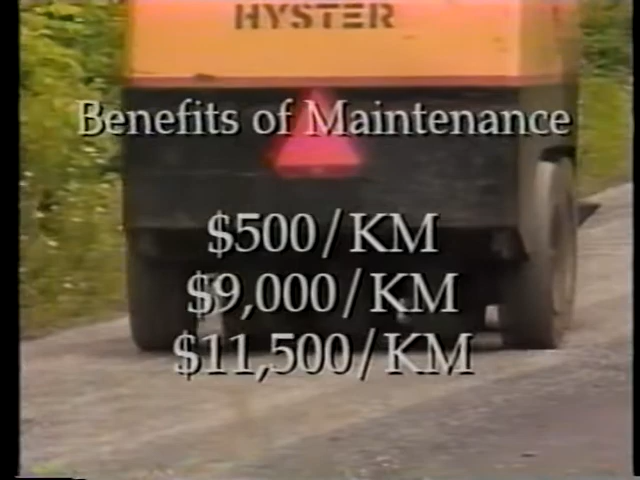 HYSTER
Benefits of Maintenance
$500/KM
$9,000/KM
$11,500/KM